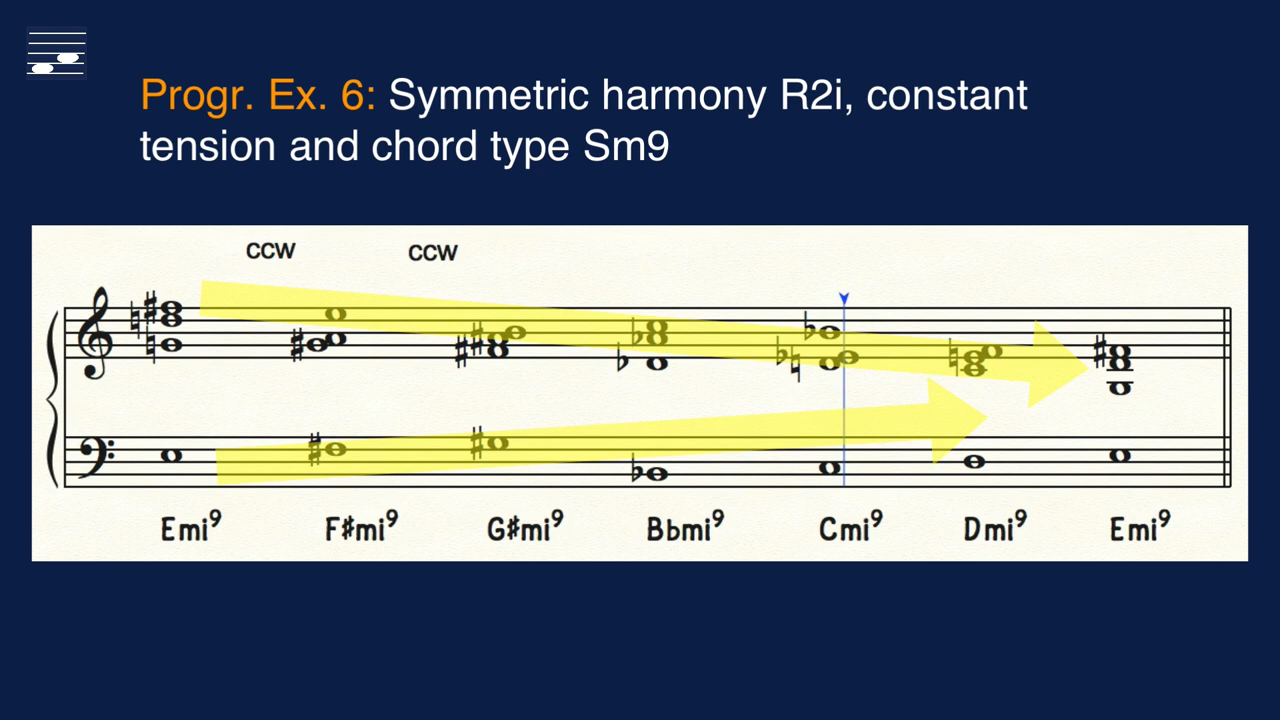 Progr. Ex. 6: Symmetric harmony R2i, constant
tension and chord type Sm9
CCW CCW
Emi9 F#mi9 G#mi9 Bbmi9 Cmi9 Dmi9 Emi9